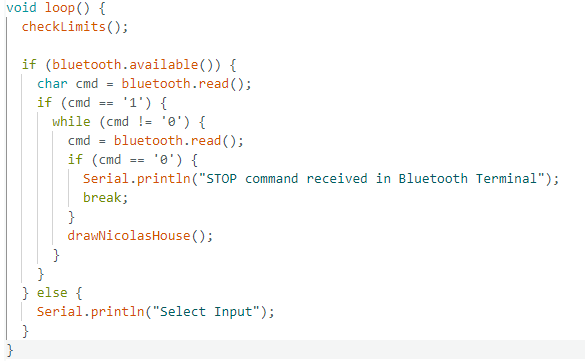 void loop() {
  checkLimits();

  if (bluetooth.available()) {
    char cmd = bluetooth.read();
    if (cmd == '1') {
      while (cmd != '0') {
        cmd = bluetooth.read();
        if (cmd == '0') {
          Serial.println("STOP command received in Bluetooth Terminal");
          break;
        }
        drawNicolasHouse();
      }
    }
  } else {
    Serial.println("Select Input");
  }
}